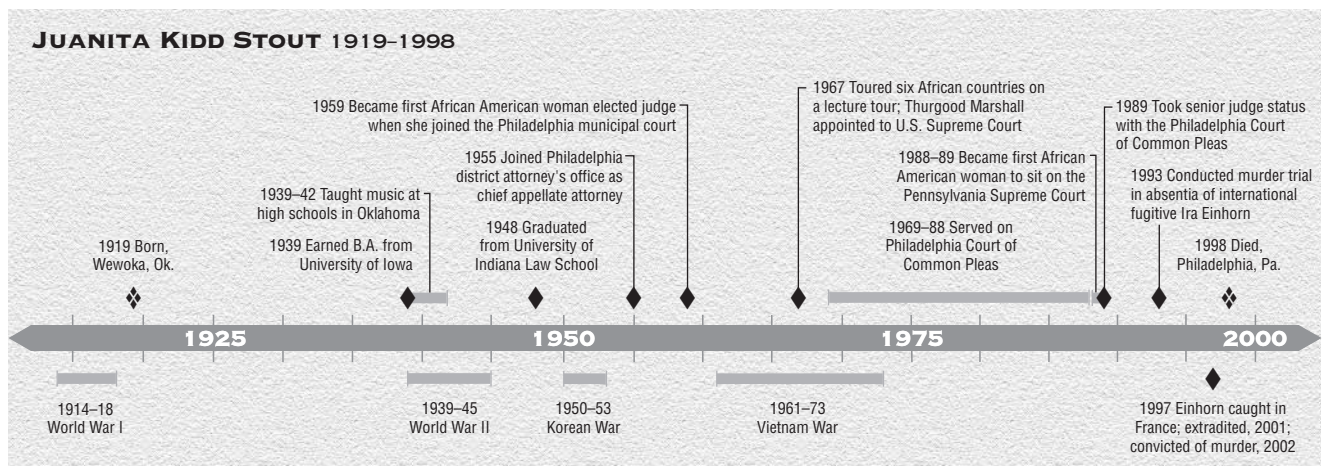 JUANITA KIDD STOUT 1919–1998
1959 Became first African American woman elected judge
when she joined the Philadelphia municipal court
1967 Toured six African countries on
a lecture tour; Thurgood Marshall
appointed to U.S. Supreme Court
1989 Took senior judge status
with the Philadelphia Court
of Common Pleas
1955 Joined Philadelphia
district attorney's office as
chief appellate attorney
1988–89 Became first African
American woman to sit on the
Pennsylvania Supreme Court
1993 Conducted murder trial
in absentia of international
fugitive Ira Einhorn
1939–42 Taught music at
high schools in Oklahoma
1948 Graduated
from University of
Indiana Law School
1969–88 Served on
Philadelphia Court of
Common Pleas
1919 Born,
Wewoka, Ok.
1939 Earned B.A. from
University of Iowa
1998 Died,
Philadelphia, Pa.
1925
1950
1975
2000
1914–18
World War I
1939–45
World War II
1950–53
Korean War
1961–73
Vietnam War
1997 Einhorn caught in
France; extradited, 2001;
convicted of murder, 2002